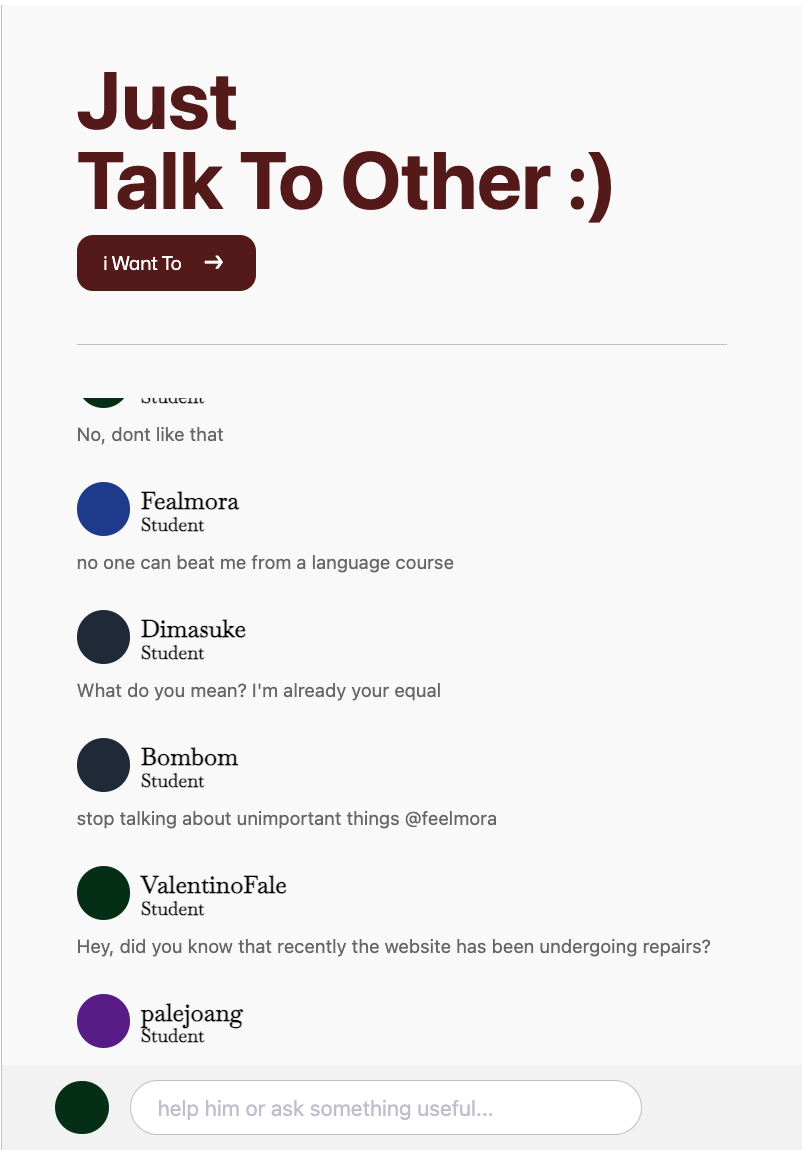 Just
Talk To Other :)
i Want To →
Student
No, dont like that
Fealmora
Student
no one can beat me from a language course
Dimasuke
Student
What do you mean? I'm already your equal
Bombom
Student
stop talking about unimportant things @feelmora
ValentinoFale
Student
Hey, did you know that recently the website has been undergoing repairs?
palejoang
Student
help him or ask something useful...